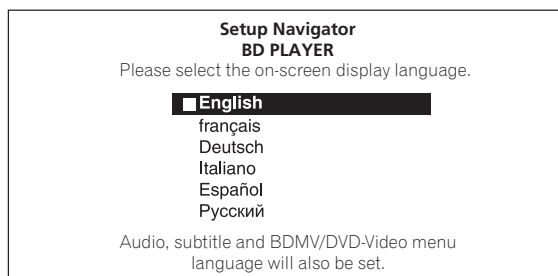 Setup Navigator
BD PLAYER
Please select the on-screen display language.
English
français
Deutsch
Italiano
Español
Русский
Audio, subtitle and BDMV/DVD-Video menu
language will also be set.